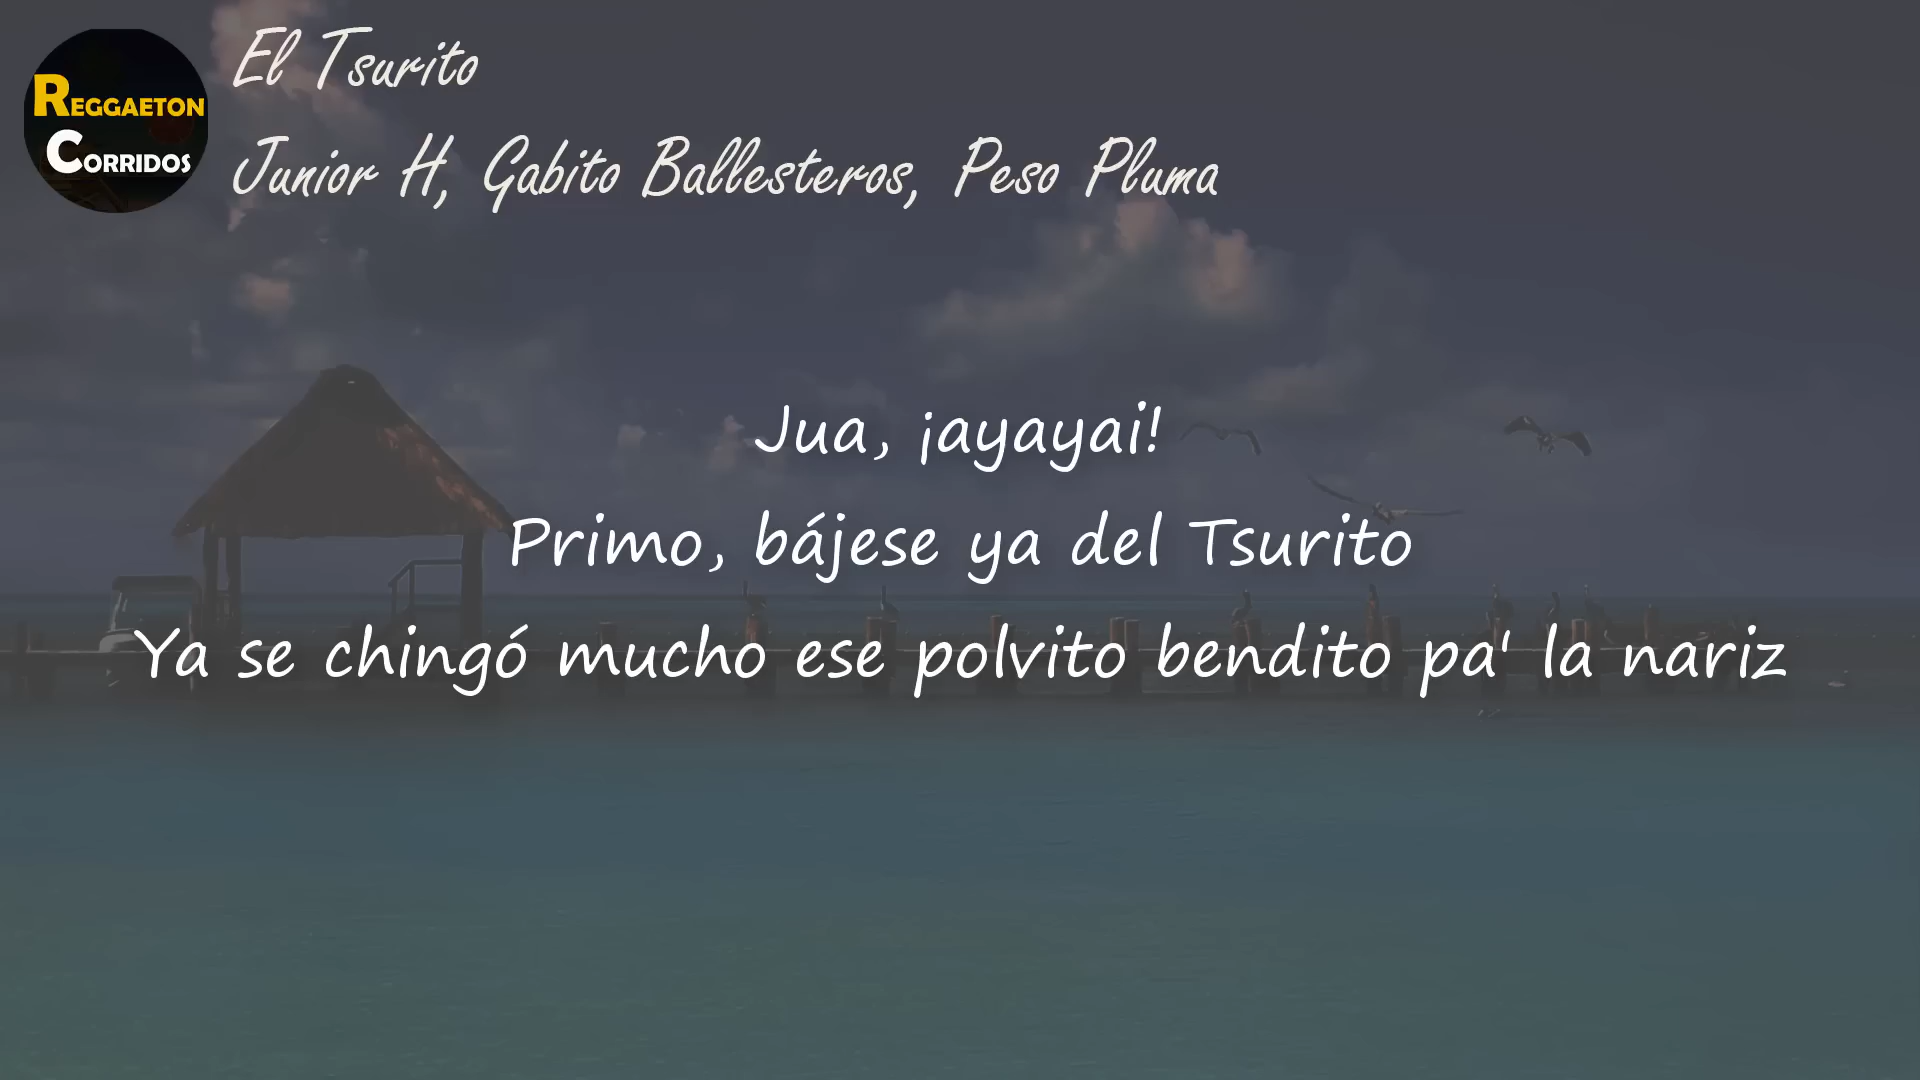 El Tsurito
REGGAETON
CORRIDOS
Junior H, Gabito Ballesteros, Peso Pluma
Jua, ¡ayayai!
Primo, bájese ya del Tsurito
Ya se chingó mucho ese polvito bendito pa' la nariz